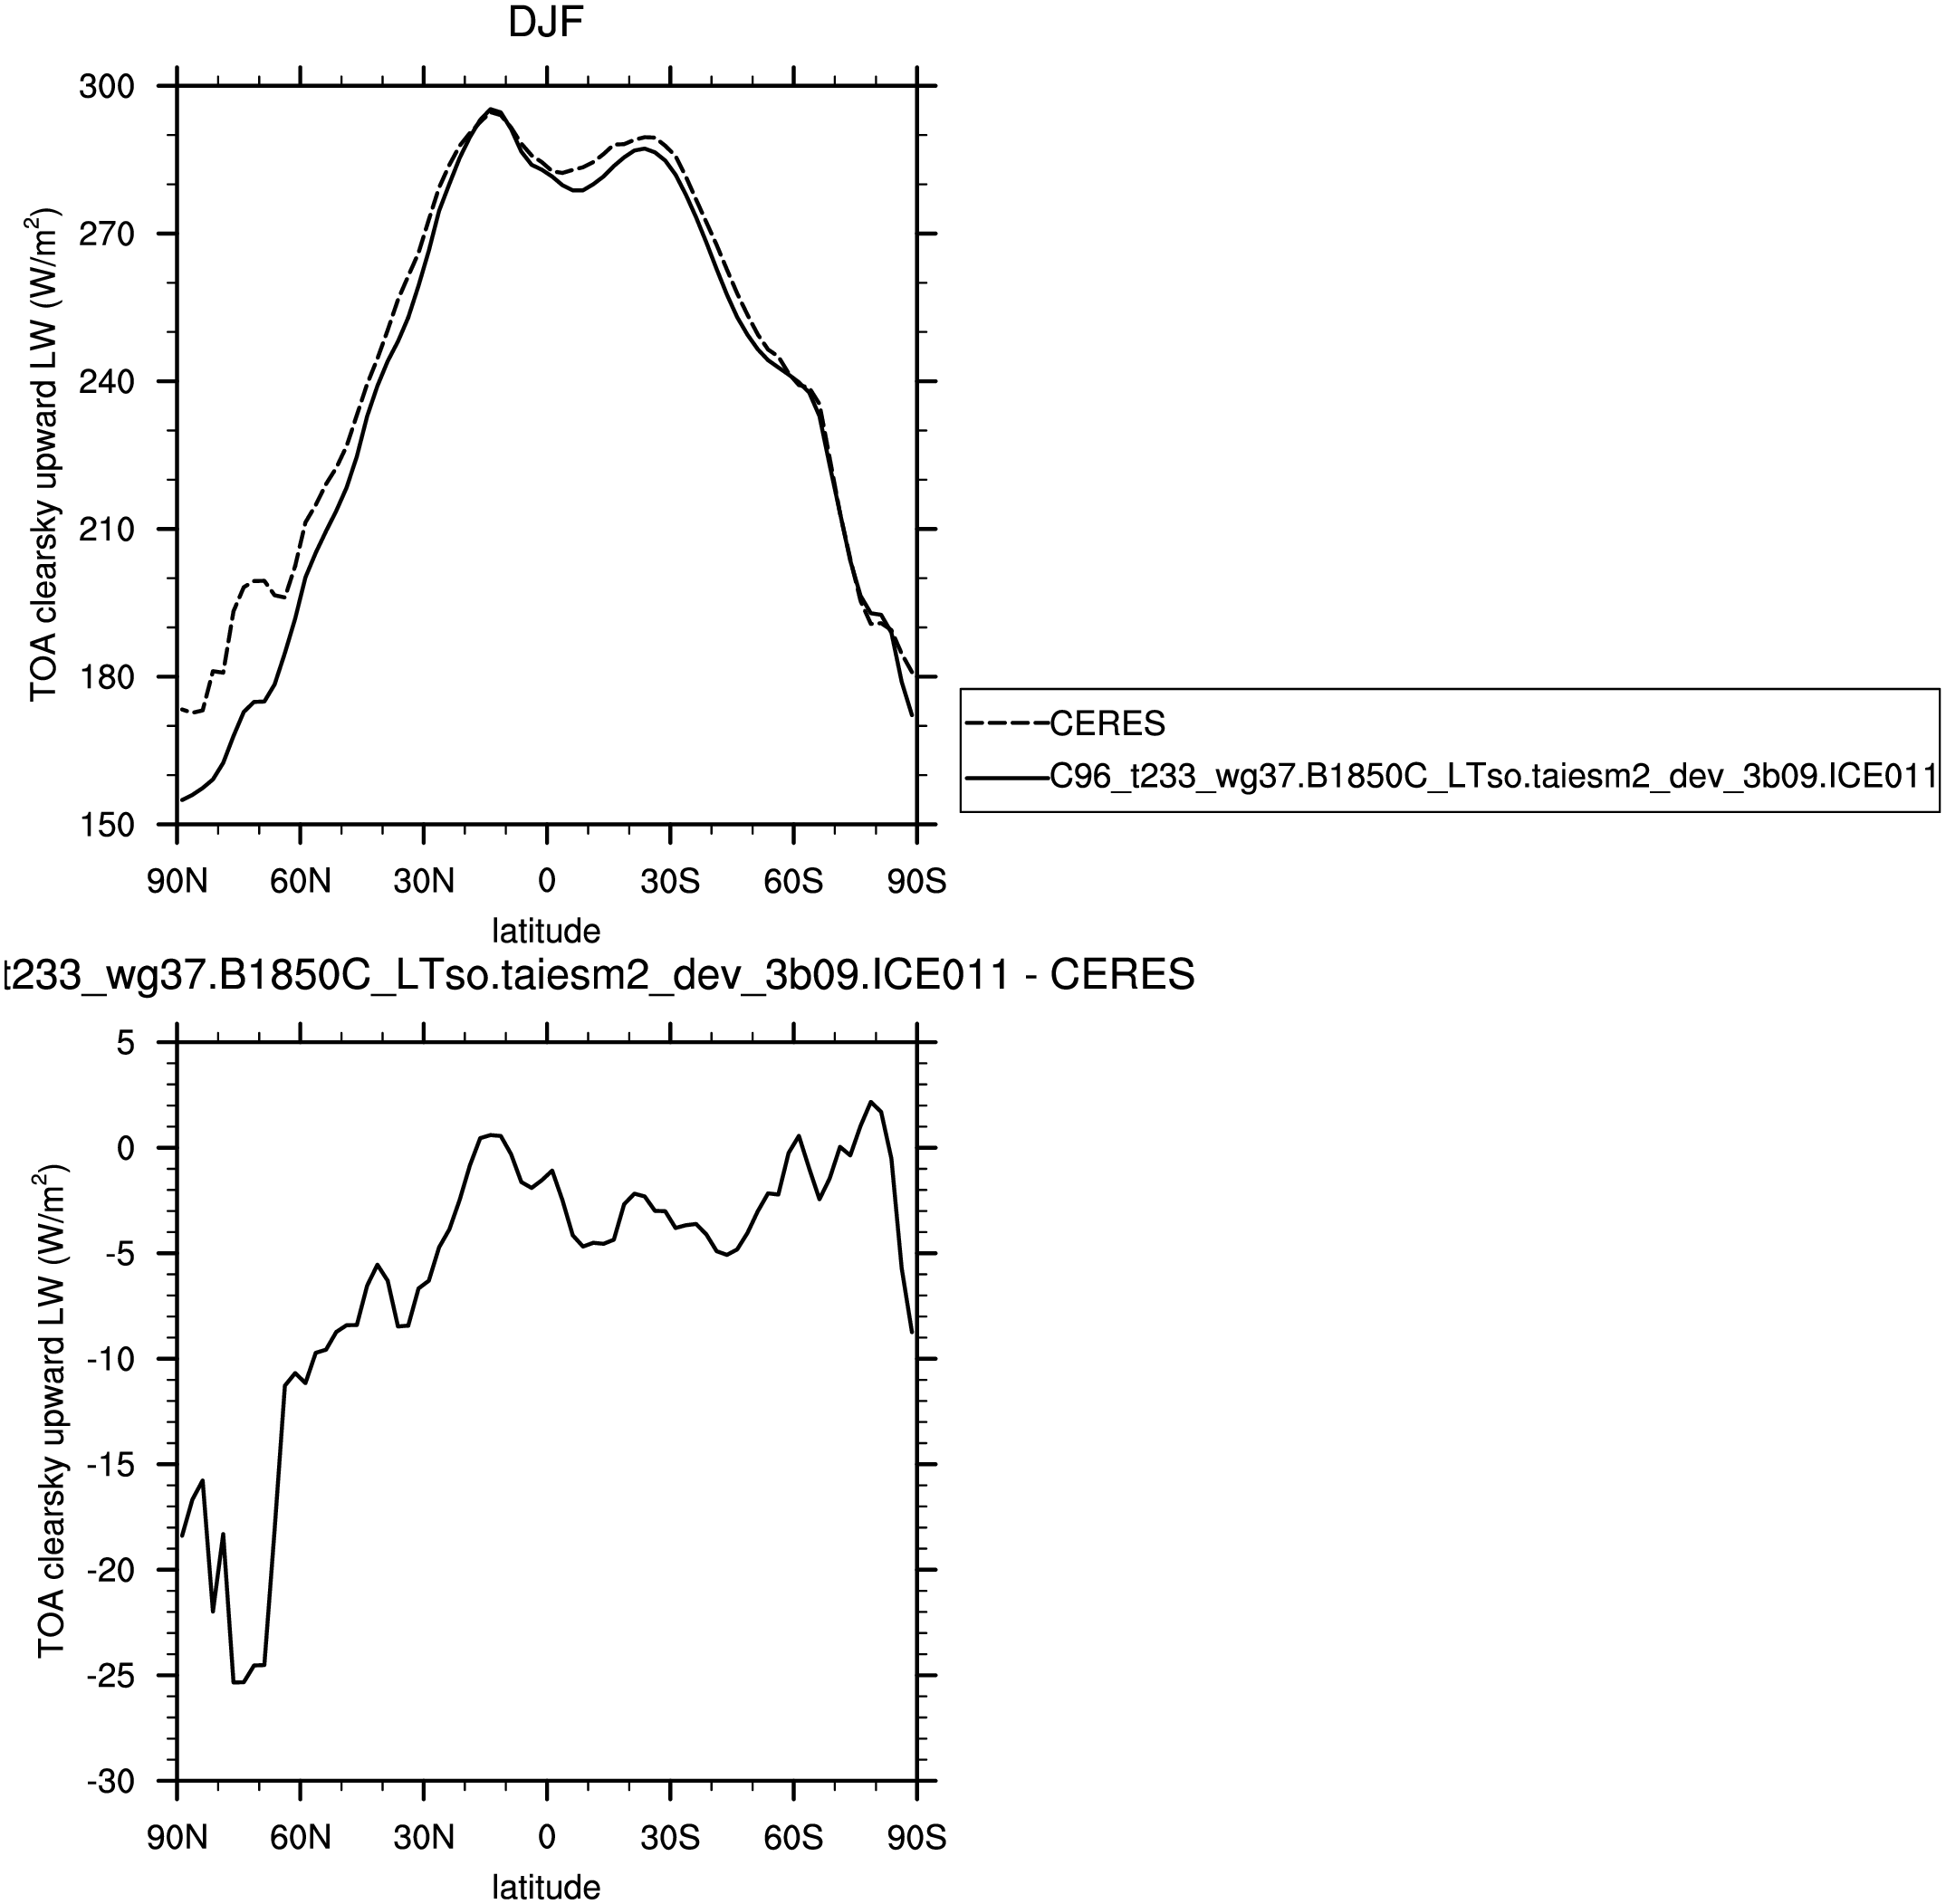 DJF
300
270
240
210
180
150
TOA clearsky upward LW (W/m²)
90N 60N 30N 0 30S 60S 90S
latitude
CERES
C96_t233_wg37.B1850C_LTso.taiesm2_dev_3b09.ICE011
t233_wg37.B1850C_LTso.taiesm2_dev_3b09.ICE011 - CERES
5
0
-5
-10
-15
-20
-25
-30
TOA clearsky upward LW (W/m²)
90N 60N 30N 0 30S 60S 90S
latitude